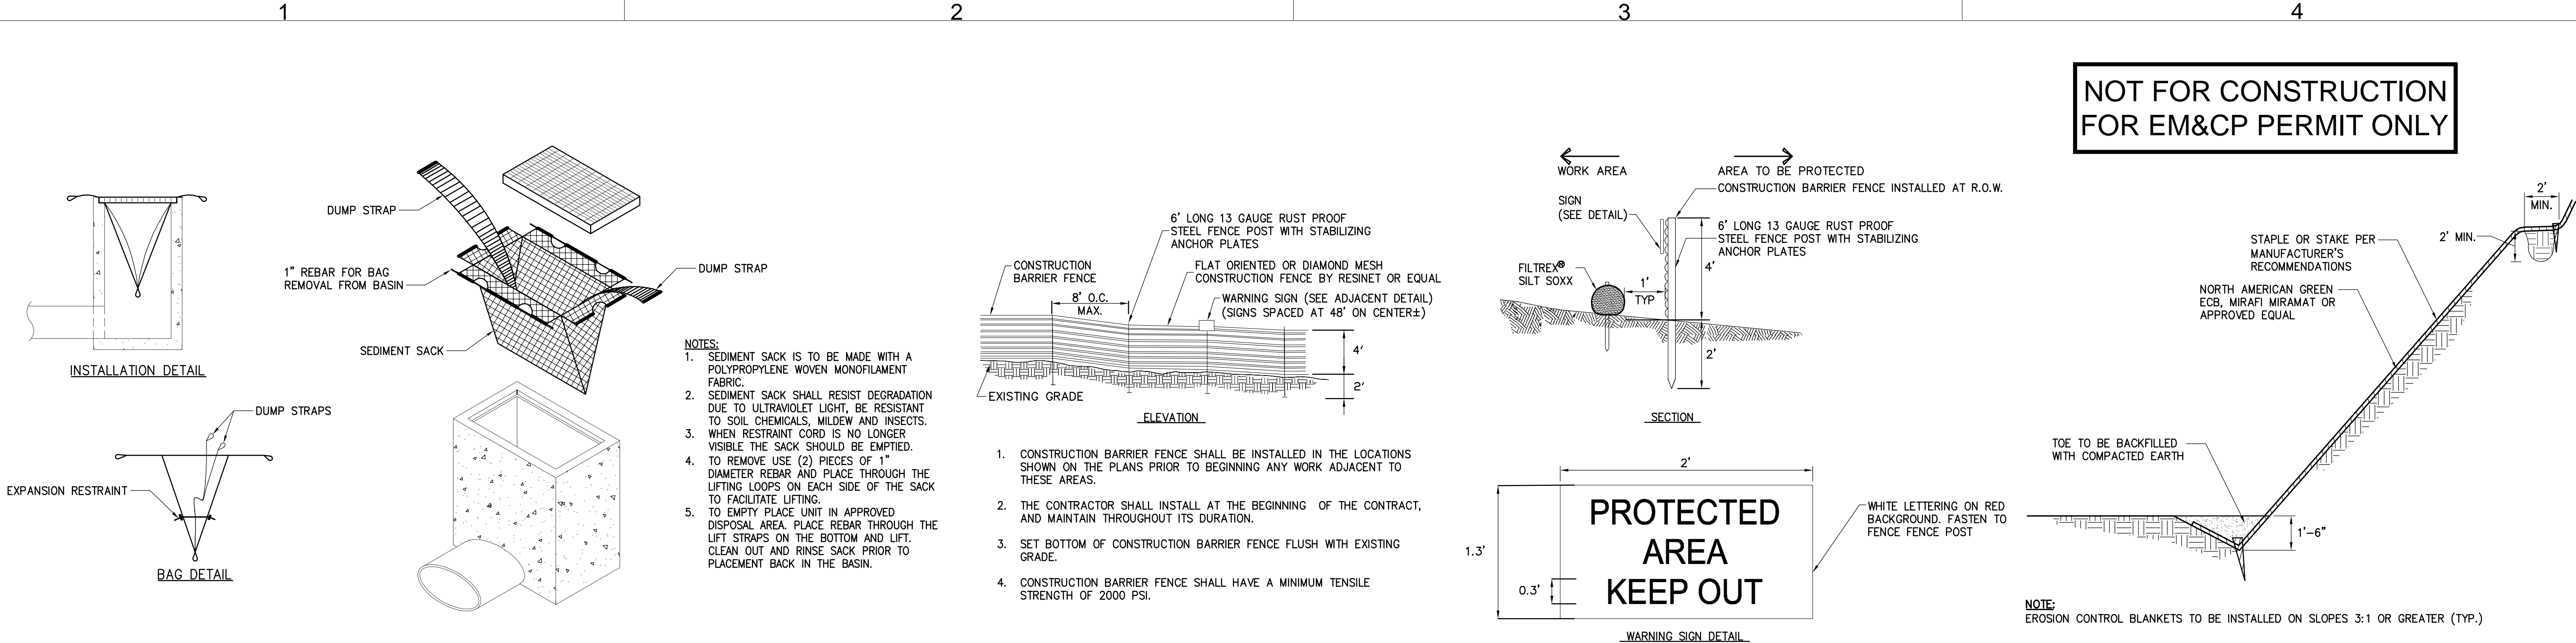 1
2
3
4
NOT FOR CONSTRUCTION
FOR EM&CP PERMIT ONLY
INSTALLATION DETAIL
DUMP STRAPS
EXPANSION RESTRAINT
BAG DETAIL
DUMP STRAP
1" REBAR FOR BAG
REMOVAL FROM BASIN
DUMP STRAP
SEDIMENT SACK
NOTES:
1. SEDIMENT SACK IS TO BE MADE WITH A
POLYPROPYLENE WOVEN MONOFILAMENT
FABRIC.
2. SEDIMENT SACK SHALL RESIST DEGRADATION
DUE TO ULTRAVIOLET LIGHT, BE RESISTANT
TO SOIL CHEMICALS, MILDEW AND INSECTS.
3. WHEN RESTRAINT CORD IS NO LONGER
VISIBLE THE SACK SHOULD BE EMPTIED.
4. TO REMOVE USE (2) PIECES OF 1"
DIAMETER REBAR AND PLACE THROUGH THE
LIFTING LOOPS ON EACH SIDE OF THE SACK
TO FACILITATE LIFTING.
5. TO EMPTY PLACE UNIT IN APPROVED
DISPOSAL AREA. PLACE REBAR THROUGH THE
LIFT STRAPS ON THE BOTTOM AND LIFT.
CLEAN OUT AND RINSE SACK PRIOR TO
PLACEMENT BACK IN THE BASIN.
6' LONG 13 GAUGE RUST PROOF
STEEL FENCE POST WITH STABILIZING
ANCHOR PLATES
CONSTRUCTION
BARRIER FENCE
FLAT ORIENTED OR DIAMOND MESH
CONSTRUCTION FENCE BY RESINET OR EQUAL
8' O.C.
MAX.
WARNING SIGN (SEE ADJACENT DETAIL)
(SIGNS SPACED AT 48' ON CENTER±)
4'
2'
EXISTING GRADE
ELEVATION
1. CONSTRUCTION BARRIER FENCE SHALL BE INSTALLED IN THE LOCATIONS
SHOWN ON THE PLANS PRIOR TO BEGINNING ANY WORK ADJACENT TO
THESE AREAS.
2. THE CONTRACTOR SHALL INSTALL AT THE BEGINNING OF THE CONTRACT,
AND MAINTAIN THROUGHOUT ITS DURATION.
3. SET BOTTOM OF CONSTRUCTION BARRIER FENCE FLUSH WITH EXISTING
GRADE.
4. CONSTRUCTION BARRIER FENCE SHALL HAVE A MINIMUM TENSILE
STRENGTH OF 2000 PSI.
WORK AREA
AREA TO BE PROTECTED
CONSTRUCTION BARRIER FENCE INSTALLED AT R.O.W.
SIGN
(SEE DETAIL)
6' LONG 13 GAUGE RUST PROOF
STEEL FENCE POST WITH STABILIZING
ANCHOR PLATES
4'
FILTREX®
SILT SOXX
1'
TYP
2'
SECTION
2'
PROTECTED
AREA
KEEP OUT
1.3'
0.3'
WHITE LETTERING ON RED
BACKGROUND. FASTEN TO
FENCE FENCE POST
WARNING SIGN DETAIL
2'
MIN.
2' MIN.
STAPLE OR STAKE PER
MANUFACTURER'S
RECOMMENDATIONS
NORTH AMERICAN GREEN
ECB, MIRAFI MIRAMAT OR
APPROVED EQUAL
TOE TO BE BACKFILLED
WITH COMPACTED EARTH
1'-6"
NOTE:
EROSION CONTROL BLANKETS TO BE INSTALLED ON SLOPES 3:1 OR GREATER (TYP.)